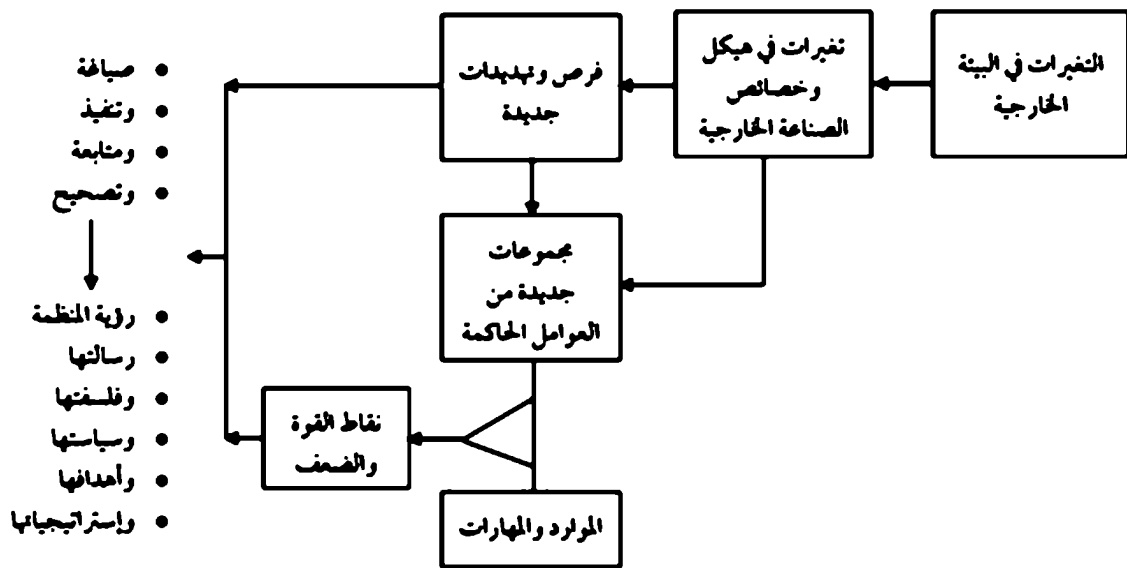 التغيرات في البيئة
الخارجية
تغيرات في هيكل
وخصائص
الصناعة الخارجية
فرص وتهديدات
جديدة
مجموعات
جديدة من
العوامل الحاكمة
نقاط القوة
والضعف
الموارد والمهارات
• صياغة
• وتنفيذ
• ومتابعة
• وتصحيح
• رؤية المنظمة
• رسالتها
• وفلسفتها
• وسياستها
• وأهدافها
• وإستراتيجياتها